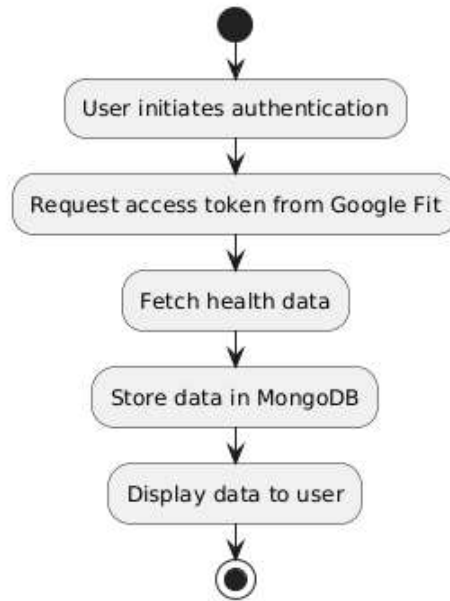 User initiates authentication
Request access token from Google Fit
Fetch health data
Store data in MongoDB
Display data to user